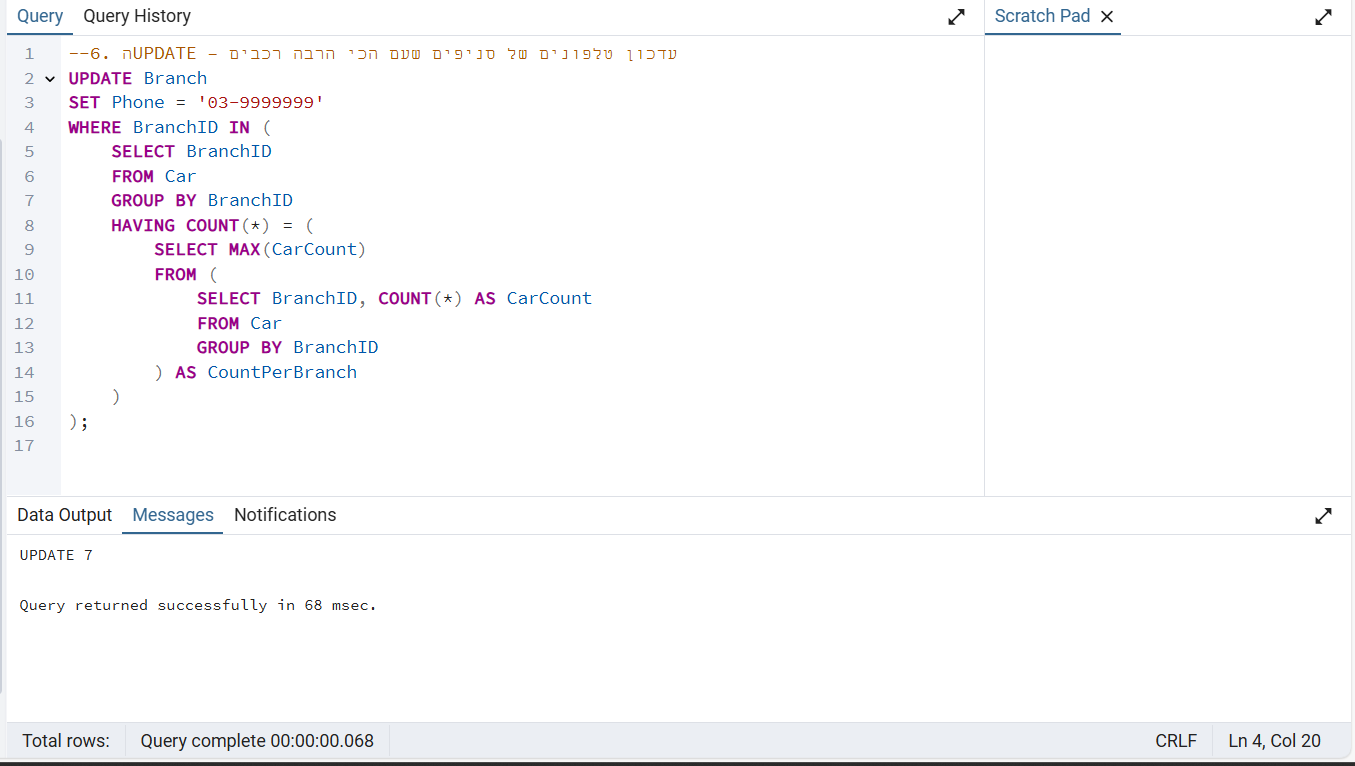 Query Query History
Scratch Pad
1 --6. הUPDATE – עדכון טלפונים של סניפים שעם הכי הרבה רכבים
2 UPDATE Branch
3 SET Phone = '03-9999999'
4 WHERE BranchID IN (
5 SELECT BranchID
6 FROM Car
7 GROUP BY BranchID
8 HAVING COUNT(*) = (
9 SELECT MAX(CarCount)
10 FROM (
11 SELECT BranchID, COUNT(*) AS CarCount
12 FROM Car
13 GROUP BY BranchID
14 ) AS CountPerBranch
15 )
16 );
17
Data Output Messages Notifications
UPDATE 7
Query returned successfully in 68 msec.
Total rows: Query complete 00:00:00.068 CRLF Ln 4, Col 20